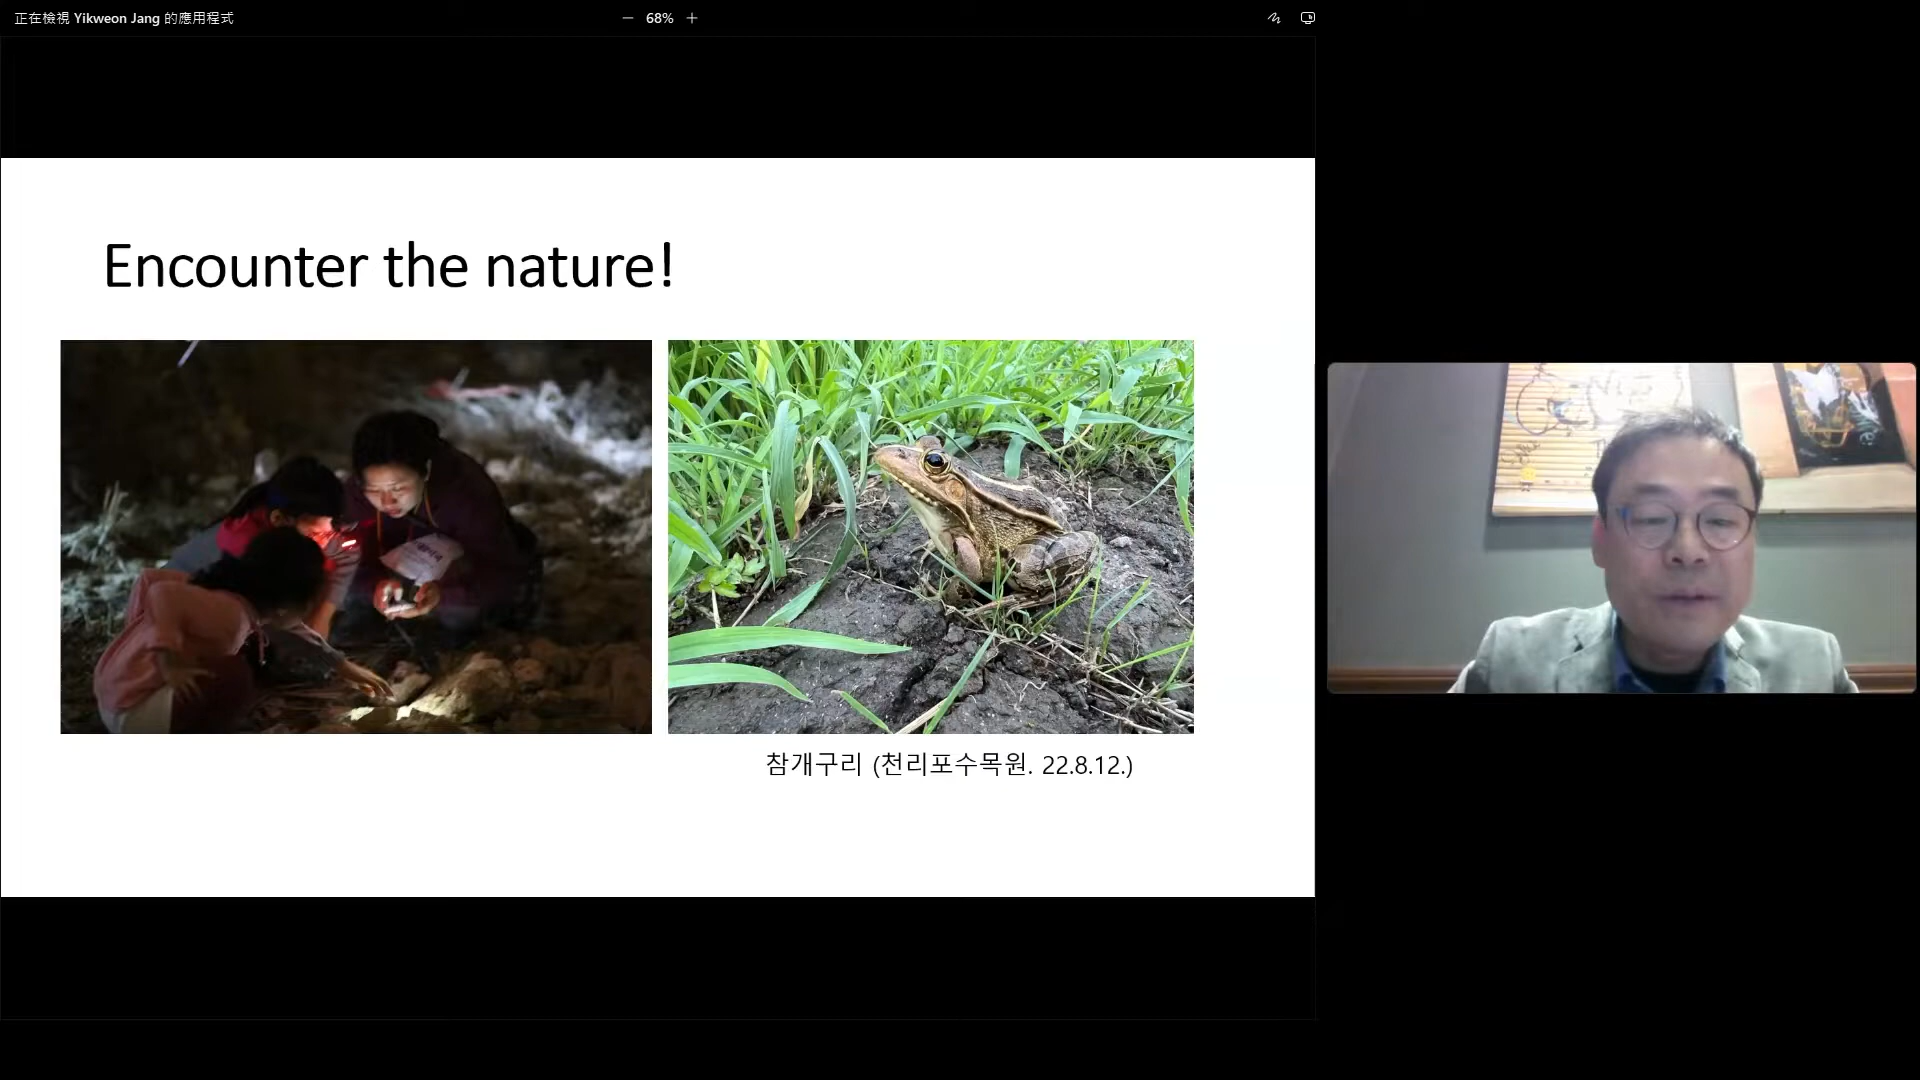 正在檢視 Yikweon Jang 的應用程式
68%
Encounter the nature!
참개구리 (천리포수목원. 22.8.12.)